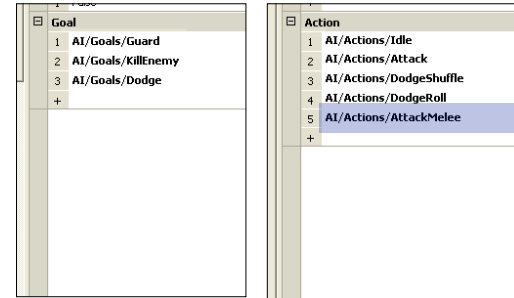 Goal
1 AI/Goals/Guard
2 AI/Goals/KillEnemy
3 AI/Goals/Dodge
+
Action
1 AI/Actions/Idle
2 AI/Actions/Attack
3 AI/Actions/DodgeShuffle
4 AI/Actions/DodgeRoll
5 AI/Actions/AttackMelee
+